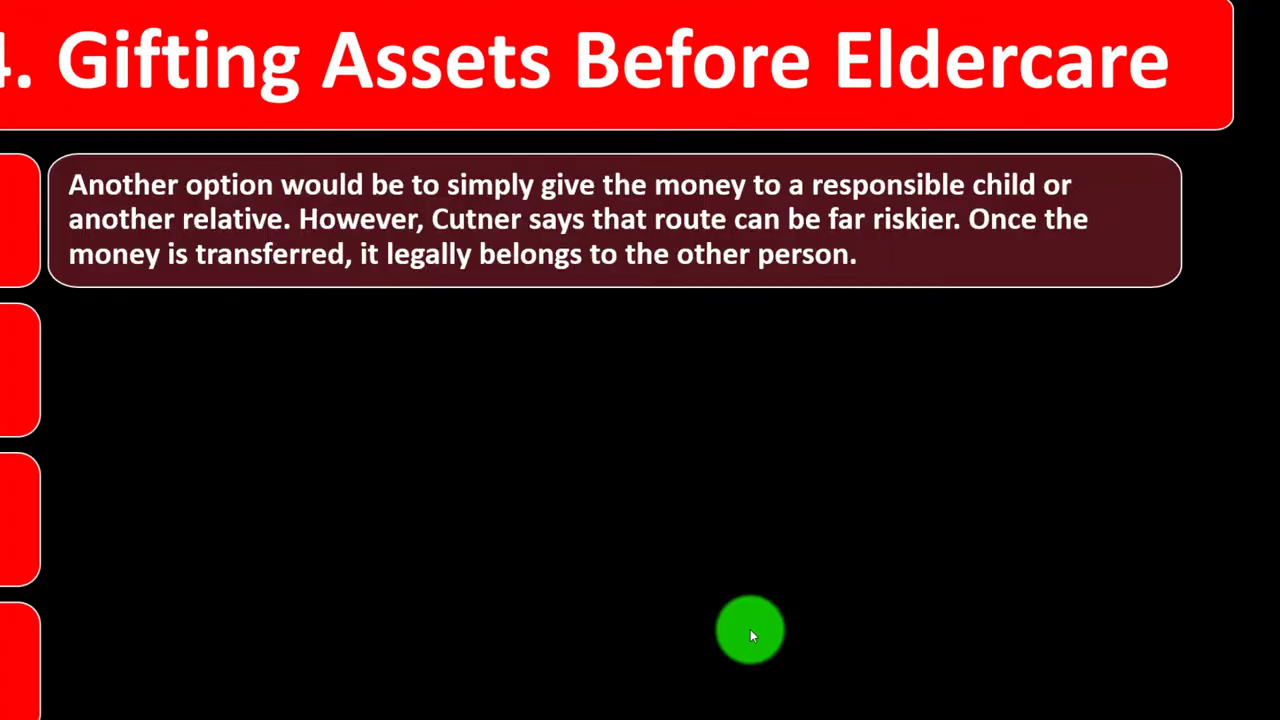 4. Gifting Assets Before Eldercare
Another option would be to simply give the money to a responsible child or
another relative. However, Cutner says that route can be far riskier. Once the
money is transferred, it legally belongs to the other person.